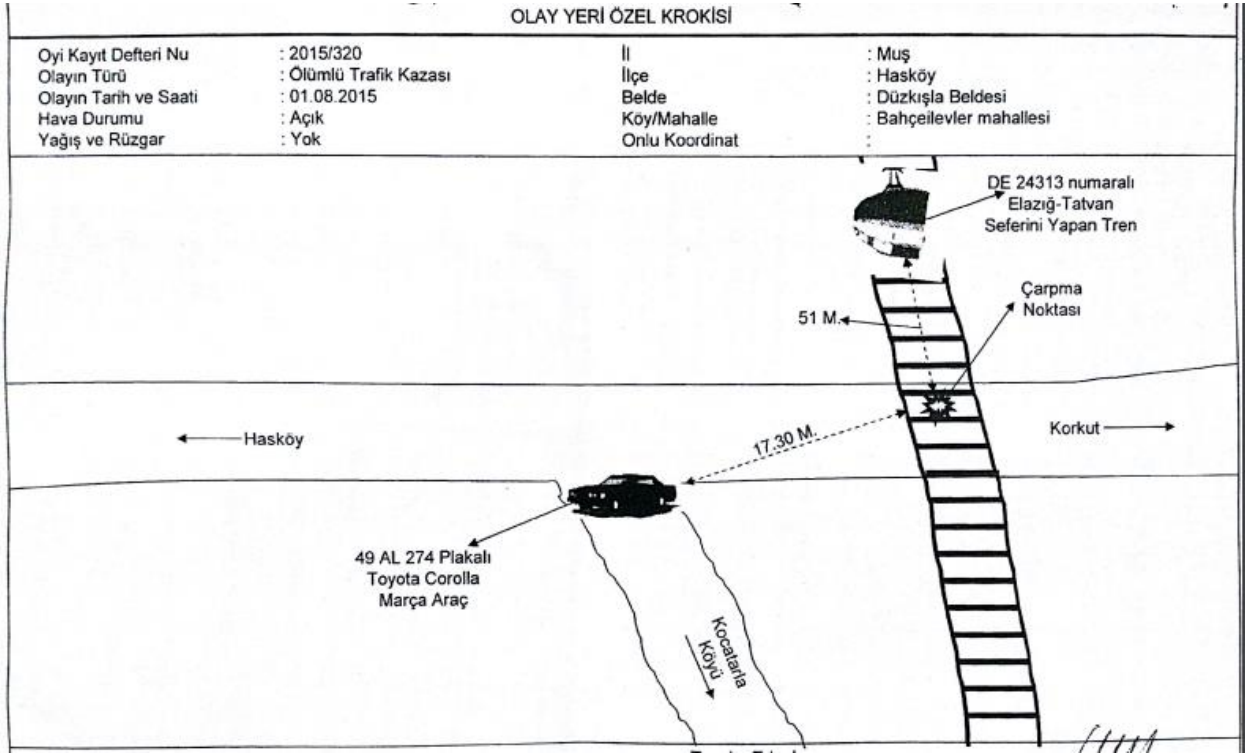 OLAY YERİ ÖZEL KROKİSİ
Oyi Kayıt Defteri Nu : 2015/320
Olayın Türü : Ölümlü Trafik Kazası
Olayın Tarih ve Saati : 01.08.2015
Hava Durumu : Açık
Yağış ve Rüzgar : Yok
İl : Muş
İlçe : Hasköy
Belde : Düzkışla Beldesi
Köy/Mahalle : Bahçeilevler mahallesi
Onlu Koordinat :
DE 24313 numaralı
Elazığ-Tatvan
Seferini Yapan Tren
Çarpma
Noktası
51 M.
17.30 M.
Hasköy
Korkut
49 AL 274 Plakalı
Toyota Corolla
Marça Araç
Kocatarla
Köyü